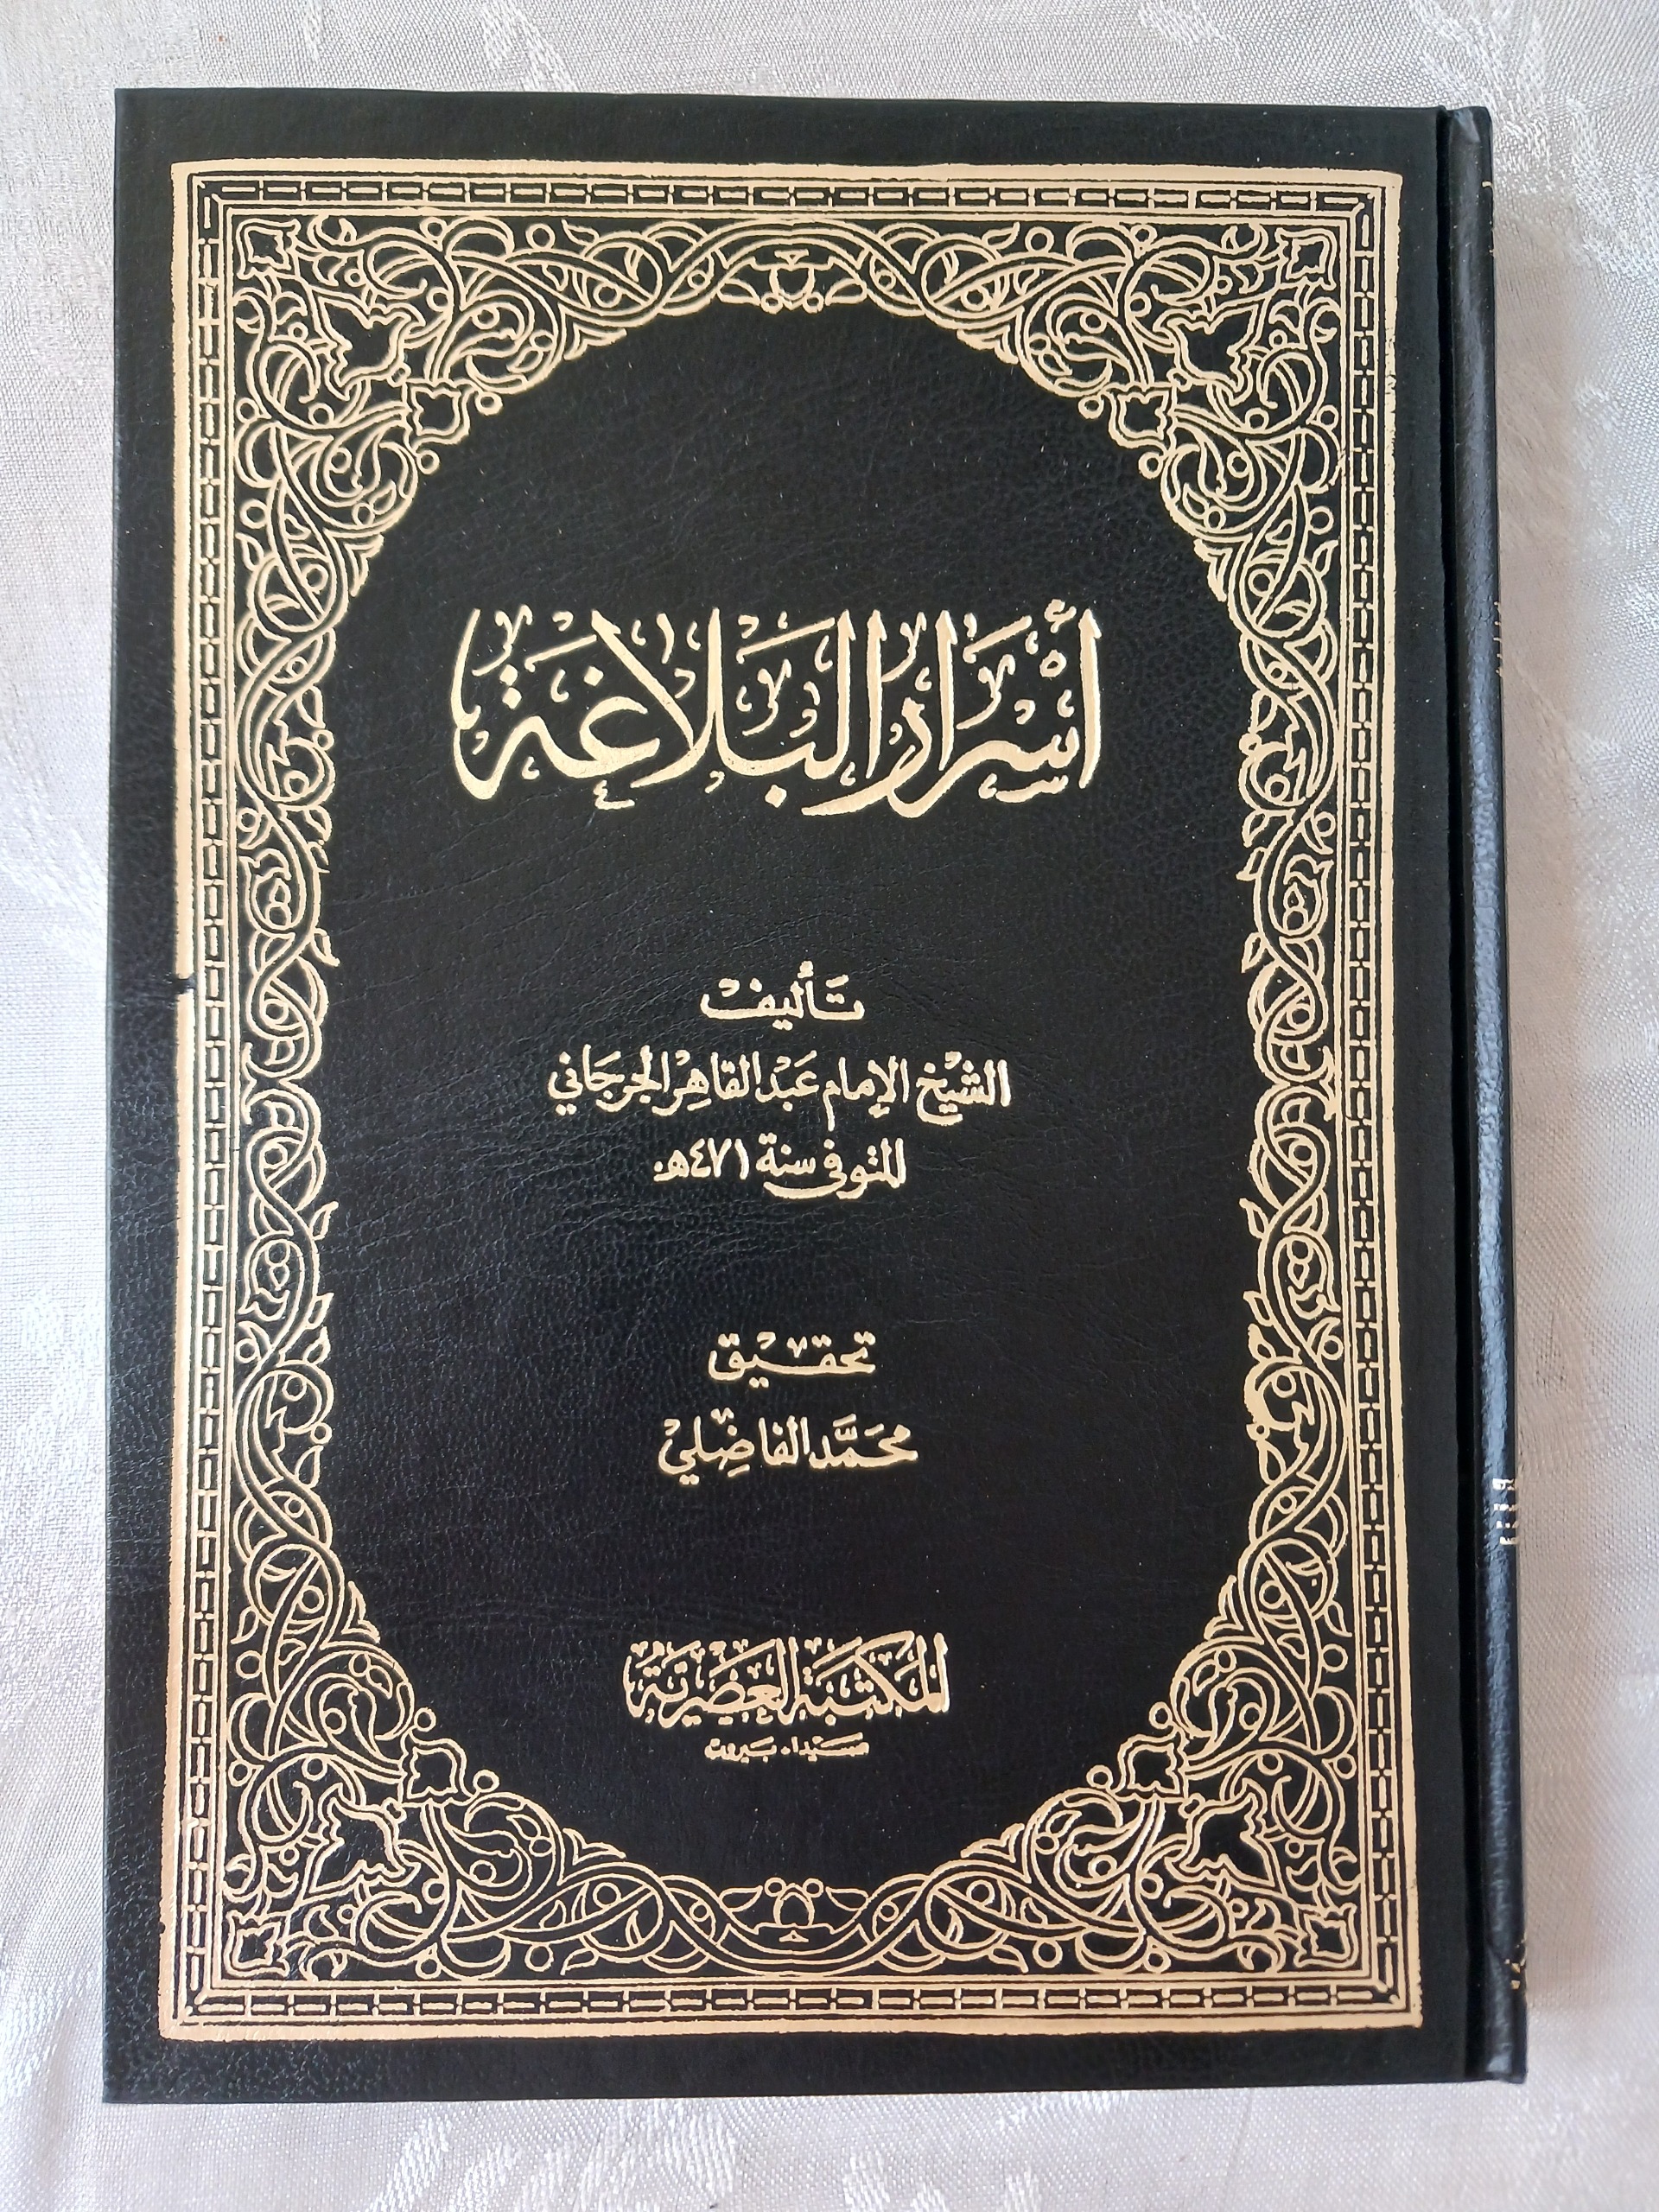 أسرار البلاغة
تأليف
الشيخ الإمام عبد القاهر الجرجاني
المتوفى سنة ٤٧١هـ
تحقيق
محمد الفاضلي
المكتبة العصرية
صيدا - بيروت